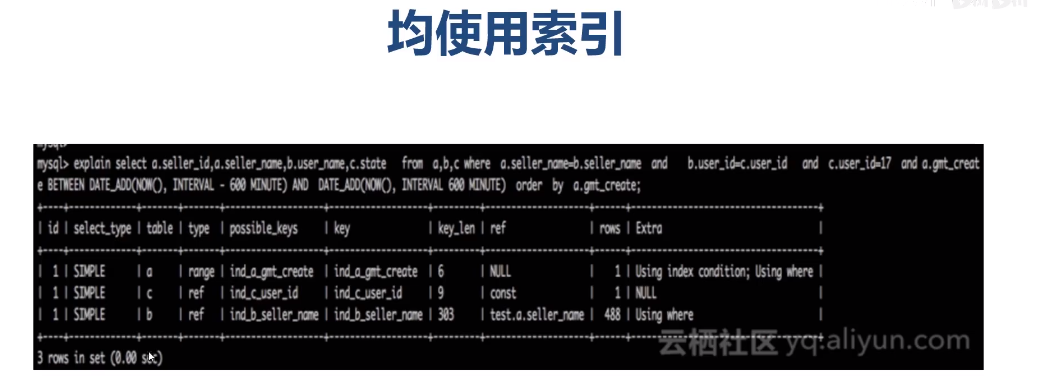 均使用索引
mysql>
mysql> explain select a.seller_id,a.seller_name,b.user_name,c.state from a,b,c where a.seller_name=b.seller_name and b.user_id=c.user_id and c.user_id=17 and a.gmt_creat
e BETWEEN DATE_ADD(NOW(), INTERVAL - 600 MINUTE) AND DATE_ADD(NOW(), INTERVAL 600 MINUTE) order by a.gmt_create;
| id | select_type | table | type | possible_keys | key | key_len | ref | rows | Extra
| 1 | SIMPLE | a | range | ind_a_gmt_create | ind_a_gmt_create | 6 | NULL | 1 | Using index condition; Using where |
| 1 | SIMPLE | c | ref | ind_c_user_id | ind_c_user_id | 9 | const | 1 | NULL |
| 1 | SIMPLE | b | ref | ind_b_seller_name | ind_b_seller_name | 303 | test.a.seller_name | 488 | Using where |
3 rows in set (0.00 sec)
云栖社区 yq.aliyun.com